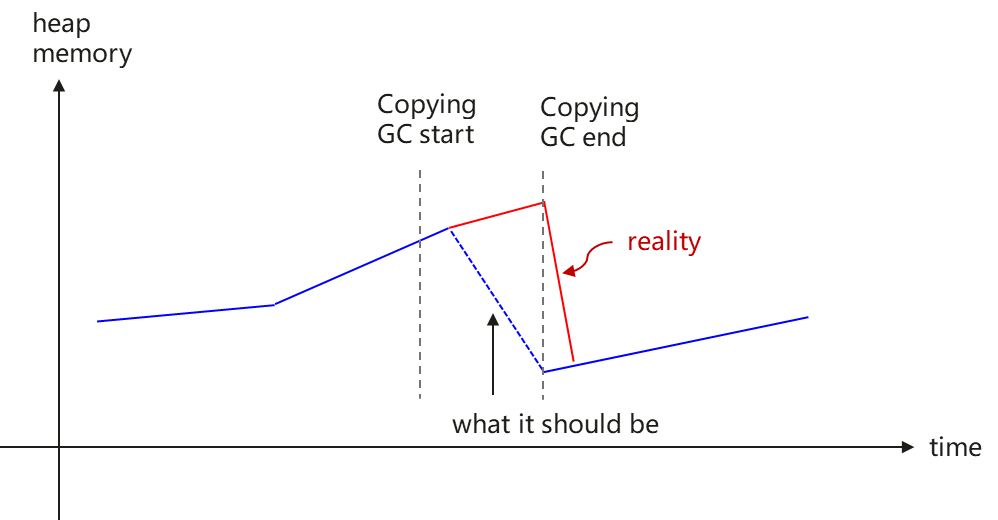 heap
memory
Copying
GC start
Copying
GC end
reality
what it should be
time